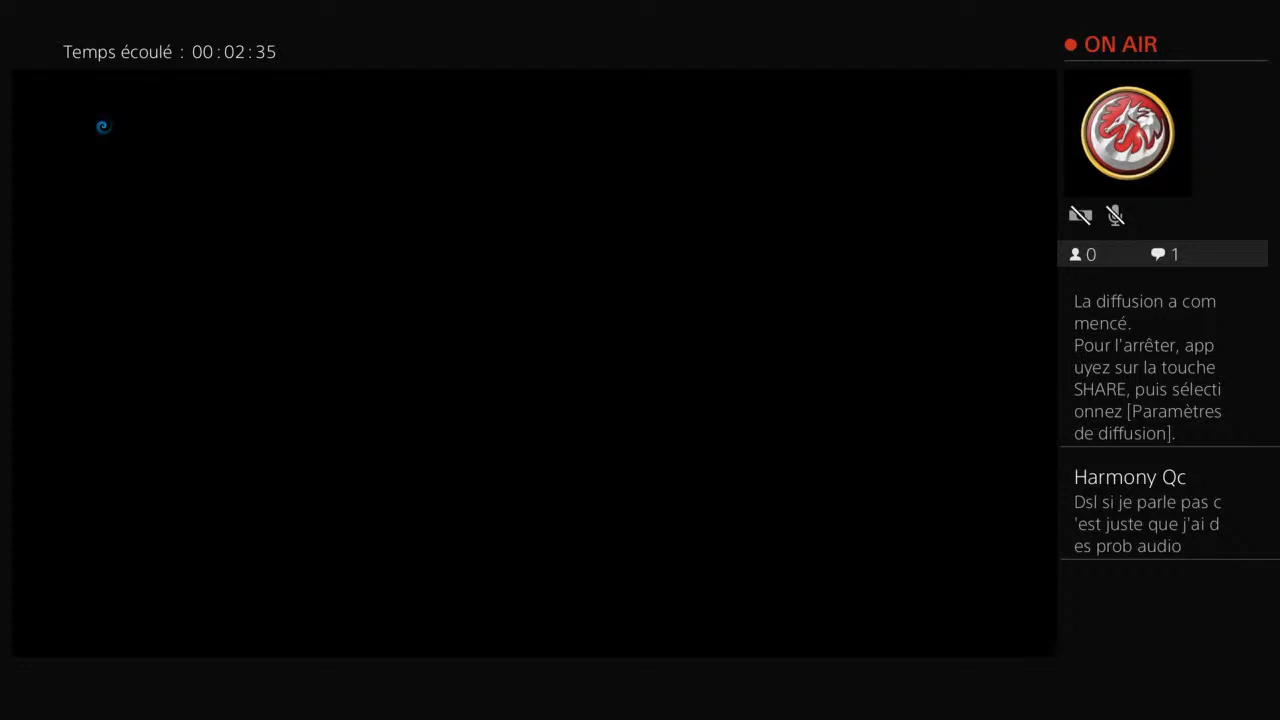 Temps écoulé : 00:02:35
ON AIR
0
1
La diffusion a com
mencé.
Pour l'arrêter, app
uyez sur la touche
SHARE, puis sélecti
onnez [Paramètres
de diffusion].
Harmony Qc
Dsl si je parle pas c
'est juste que j'ai d
es prob audio